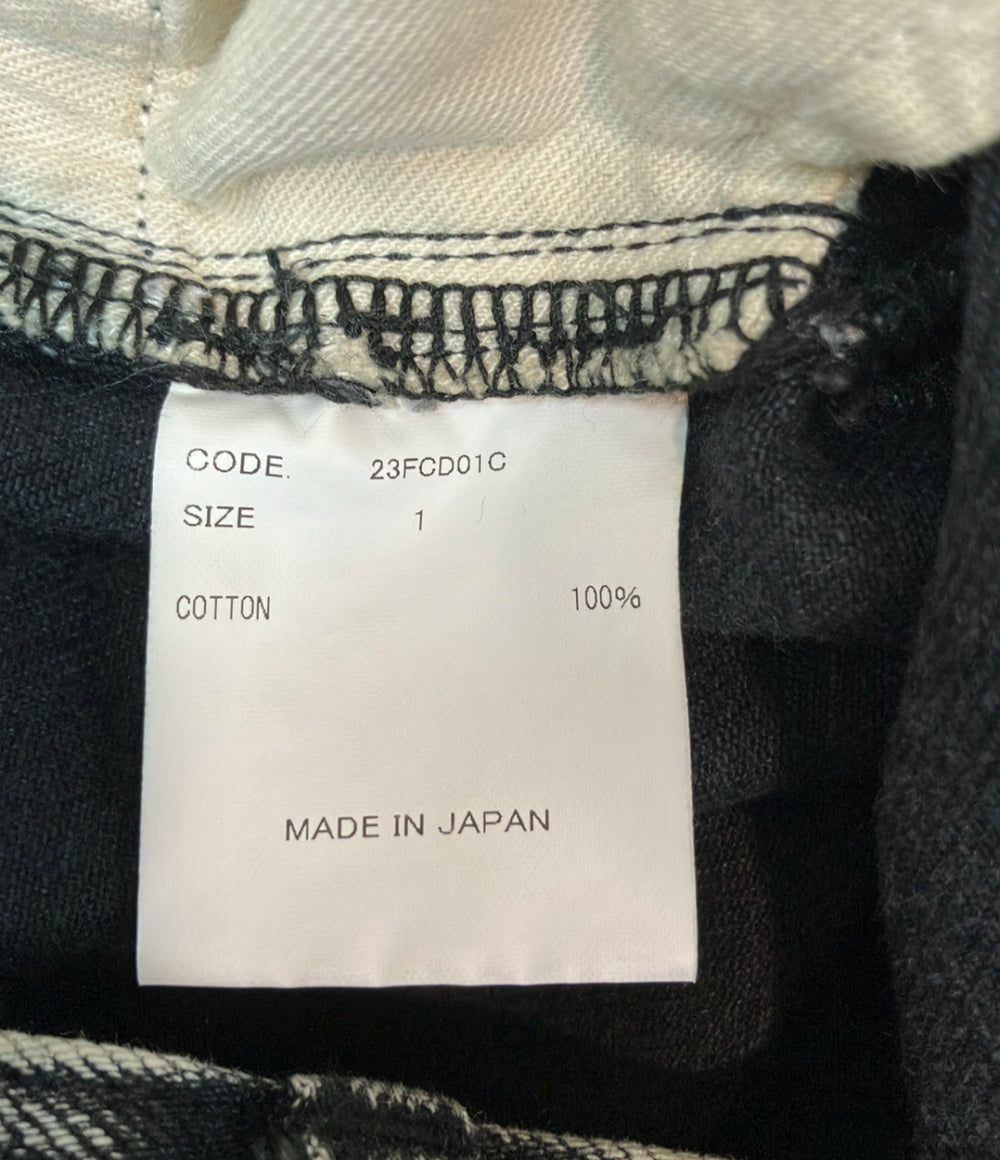 CODE. 23FCD01C
SIZE 1
COTTON 100%
MADE IN JAPAN